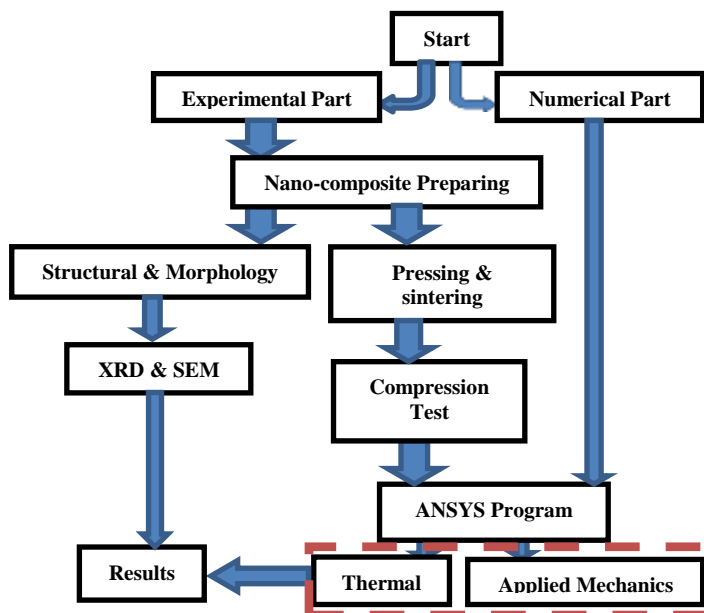 Start
Experimental Part
Numerical Part
Nano-composite Preparing
Structural & Morphology
Pressing &
sintering
XRD & SEM
Compression
Test
ANSYS Program
Results
Thermal
Applied Mechanics